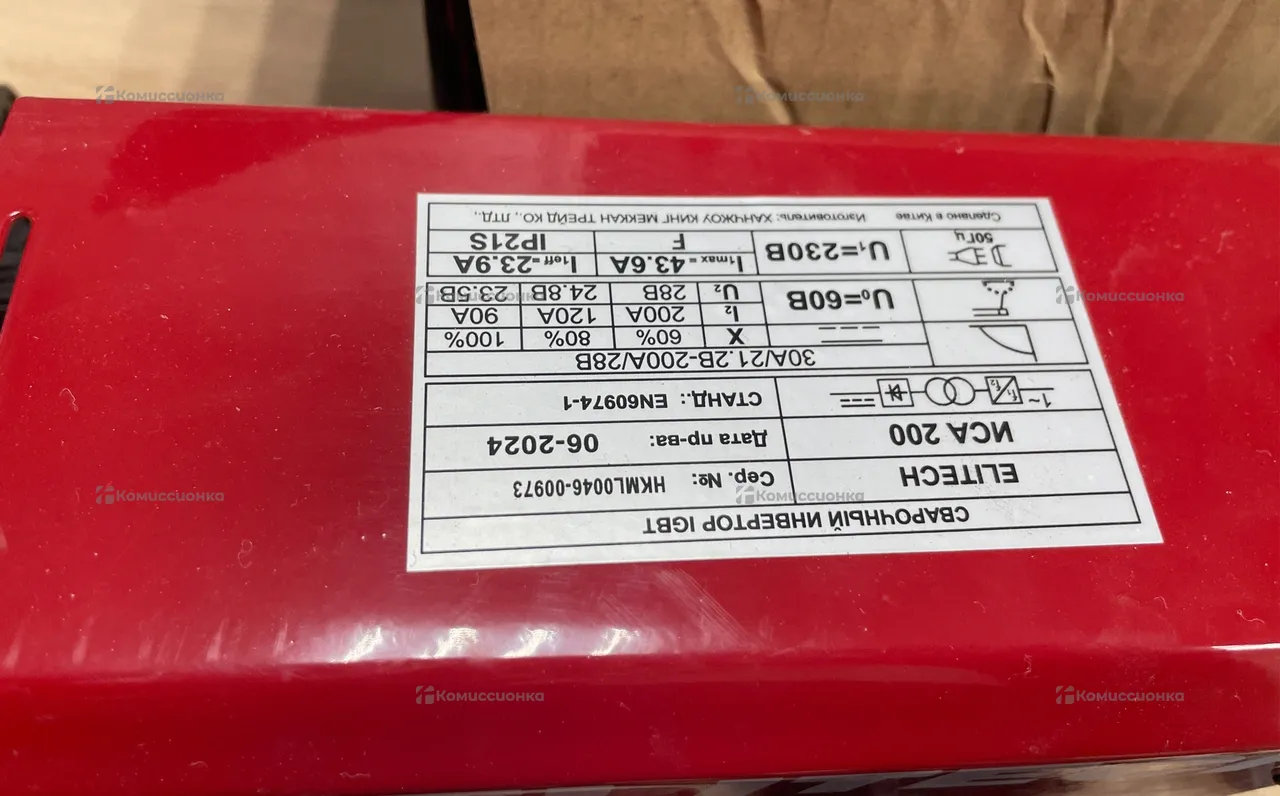 СВАРОЧНЫЙ ИНВЕРТОР IGBT
ELITECH Сер. №: HKML0046-00973
ИСА 200 Дата пр-ва: 06-2024
1~ f₁ f₂ СТАНД.: EN60974-1
30A/21.2В-200A/28В
X 60% 80% 100%
U₀=60В I₂ 200A 120A 90A
U₂ 28В 24.8В 23.5В
50Гц U₁=230В I₁max= 43.6A I₁eff=23.9A
F IP21S
Сделано в Китае Изготовитель: ХАНЧЖОУ КИНГ МЕККАН ТРЕЙД КО., ЛТД.,
Комиссионка
Комиссионка
Комиссионка
Комиссионка
Комиссионка
Комиссионка
Комиссионка
Комиссионка